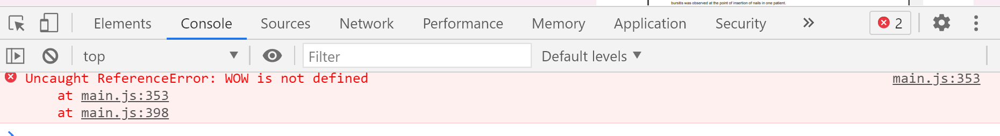 bursitis was observed at the point of insertion of nails in one patient.
Elements Console Sources Network Performance Memory Application Security 2
top Filter Default levels
Uncaught ReferenceError: WOW is not defined main.js:353
at main.js:353
at main.js:398